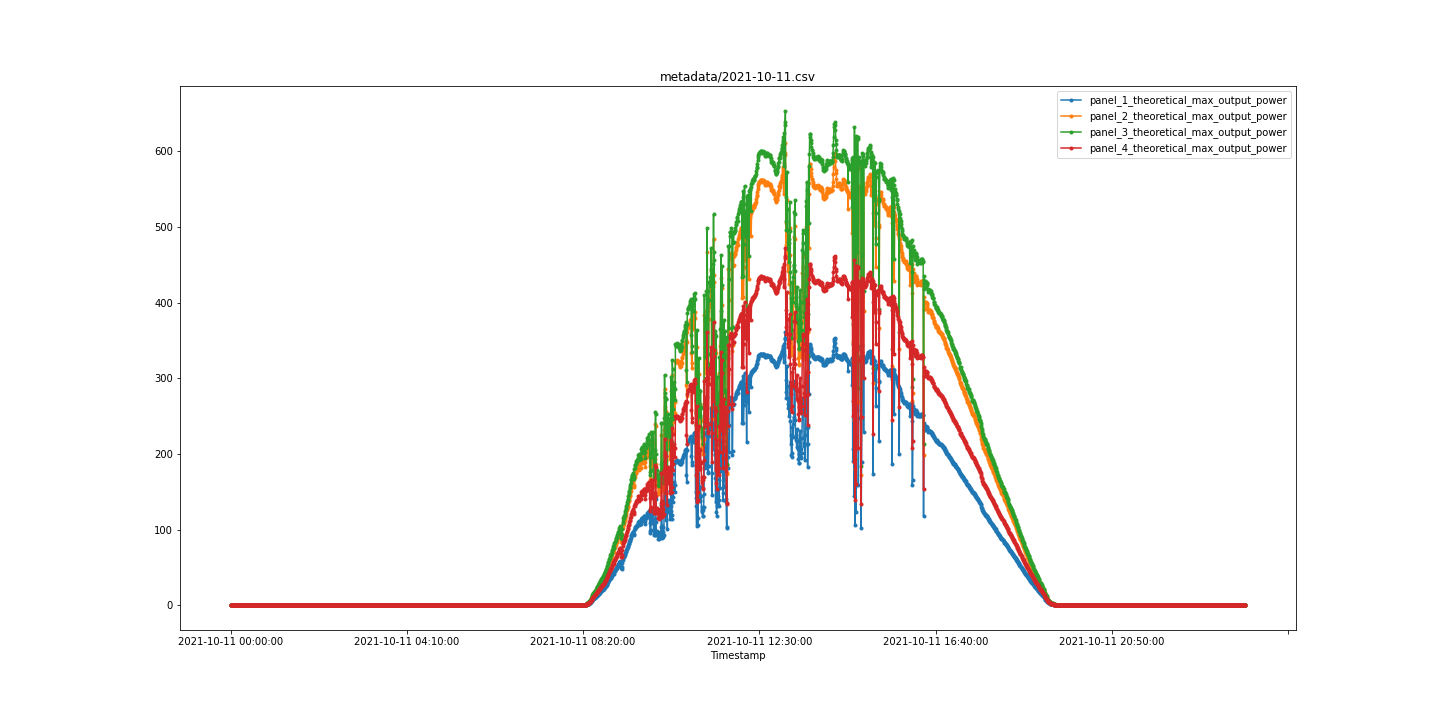 metadata/2021-10-11.csv
panel_1_theoretical_max_output_power
panel_2_theoretical_max_output_power
panel_3_theoretical_max_output_power
panel_4_theoretical_max_output_power
600
500
400
300
200
100
0
2021-10-11 00:00:00 2021-10-11 04:10:00 2021-10-11 08:20:00 2021-10-11 12:30:00 2021-10-11 16:40:00 2021-10-11 20:50:00
Timestamp